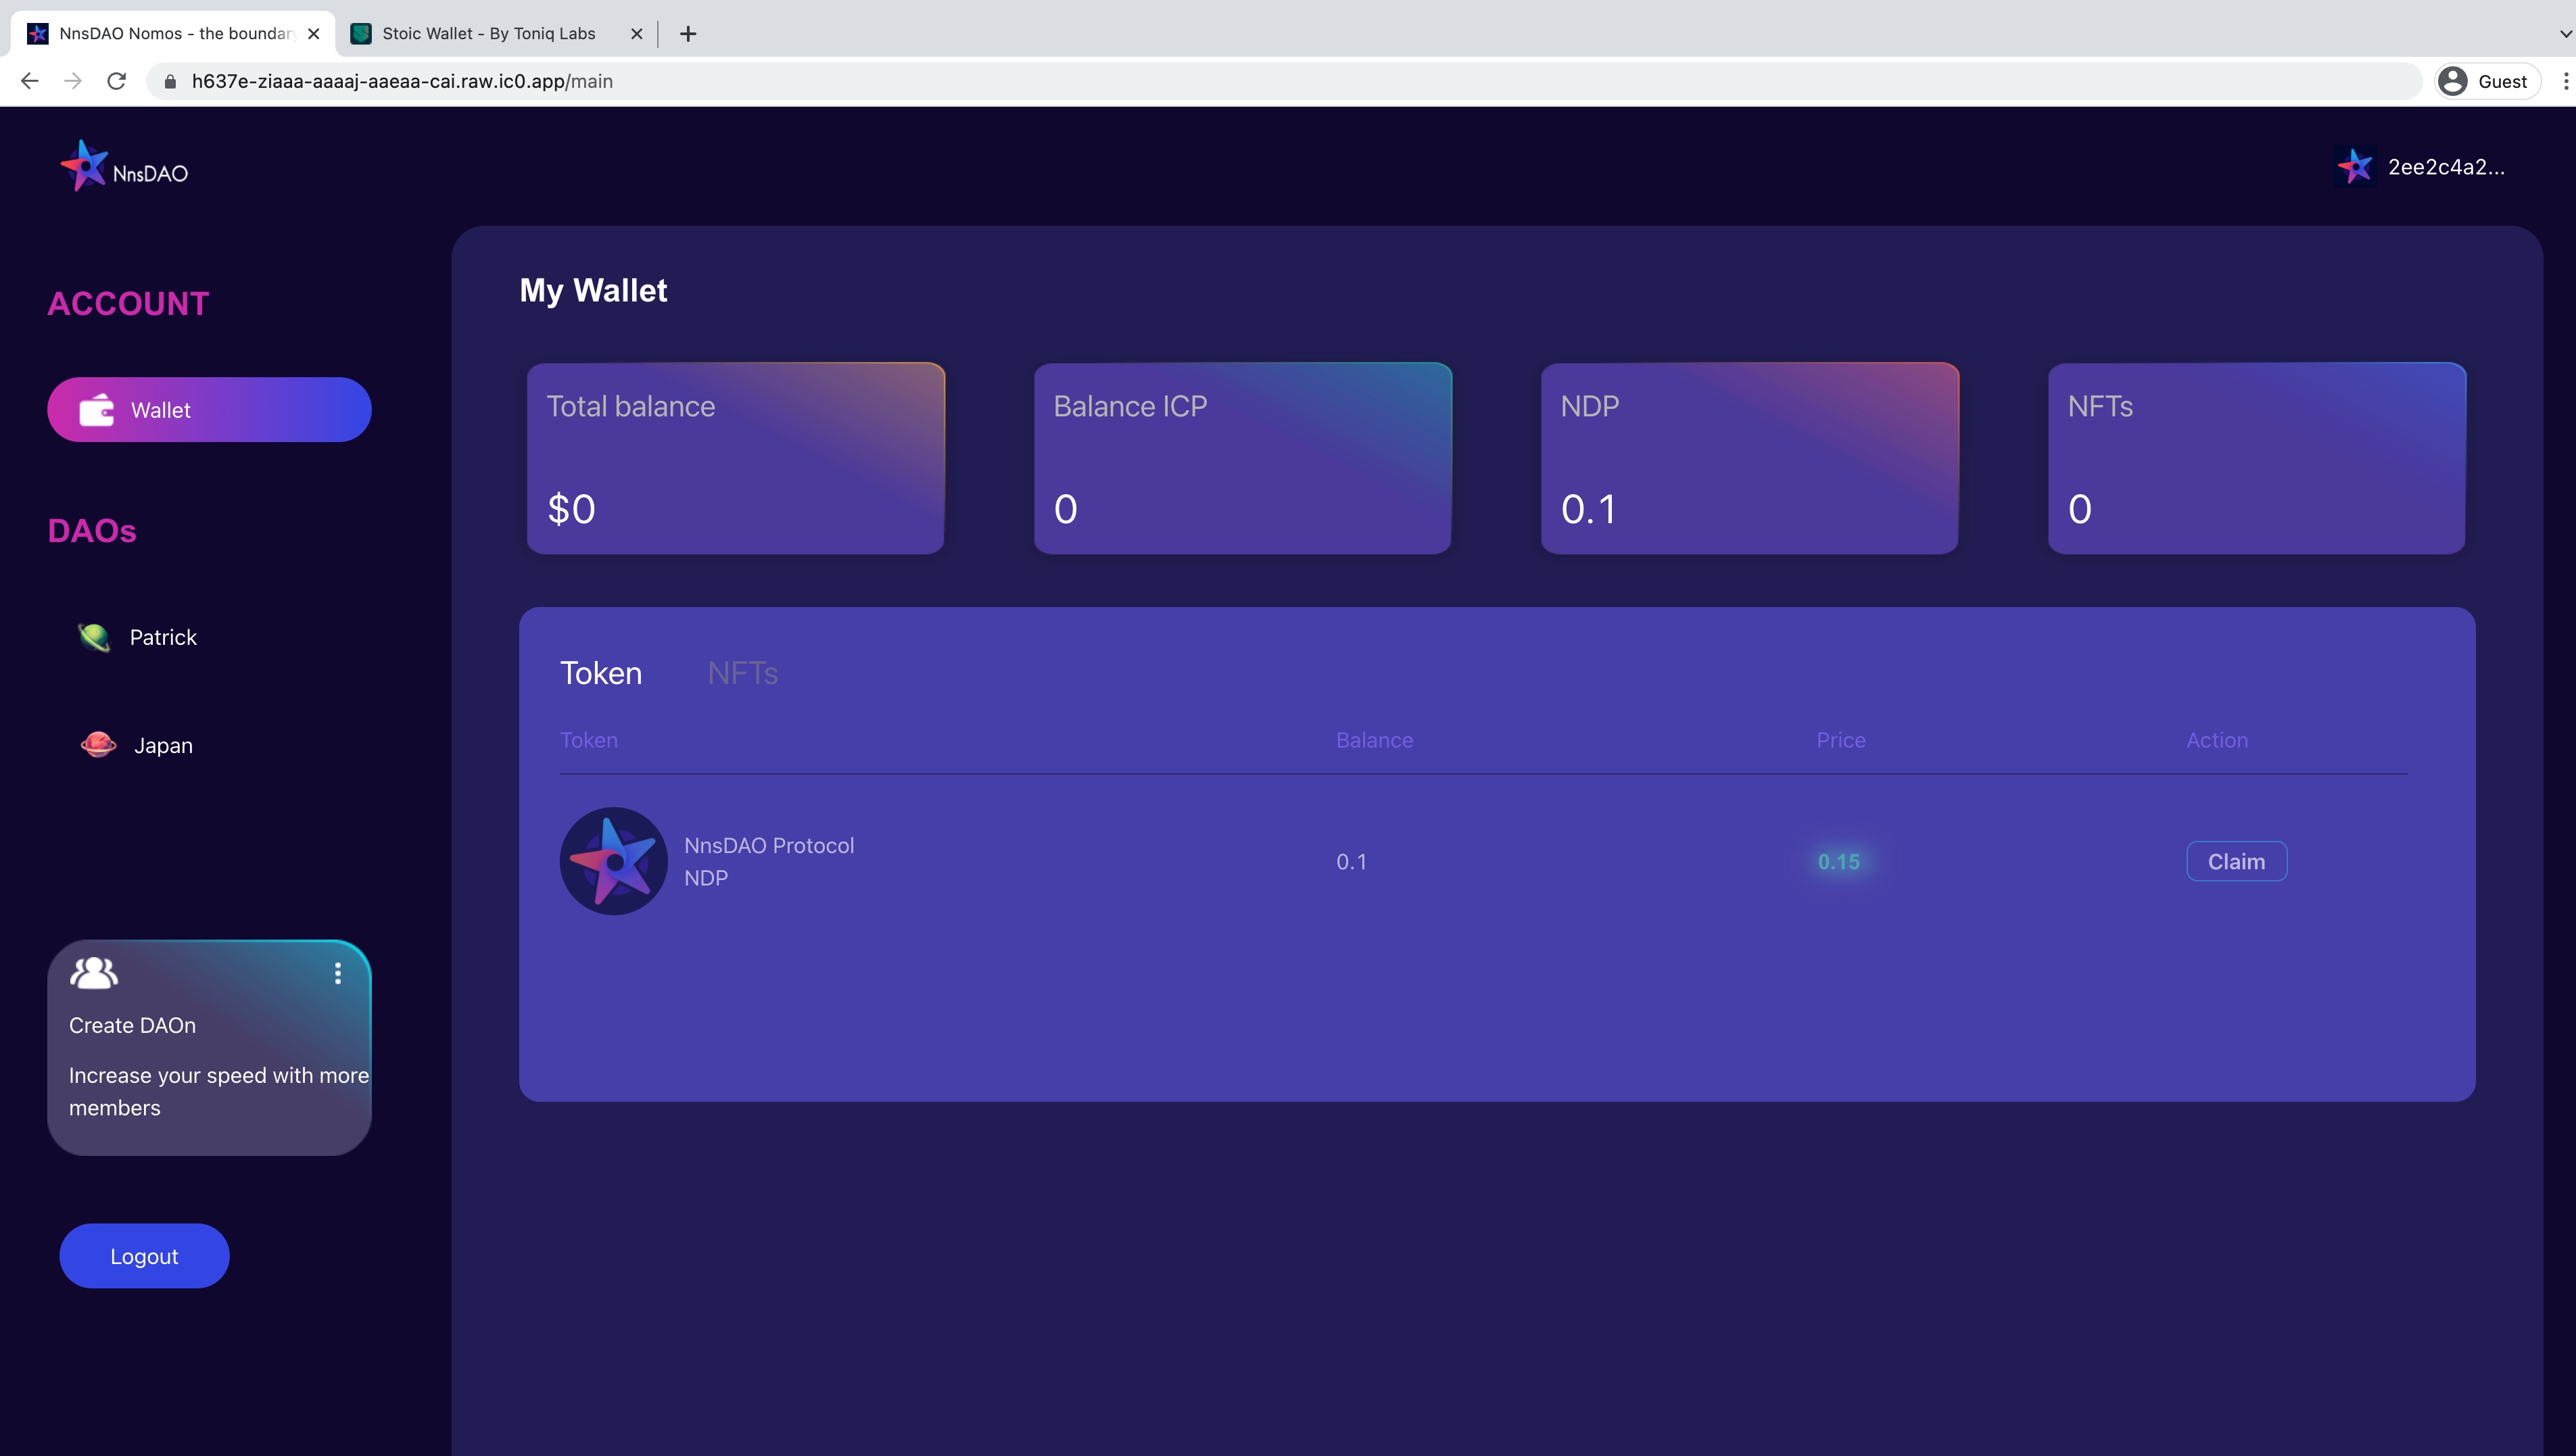 NnsDAO Nomos - the boundar
Stoic Wallet - By Toniq Labs
h637e-ziaaa-aaaaj-aaeaa-cai.raw.ic0.app/main
Guest
NnsDAO
2ee2c4a2...
ACCOUNT
Wallet
DAOs
Patrick
Japan
Create DAOn
Increase your speed with more
members
Logout
My Wallet
Total balance
$0
Balance ICP
0
NDP
0.1
NFTs
0
Token NFTs
Token Balance Price Action
NnsDAO Protocol
NDP
0.1 0.15 Claim